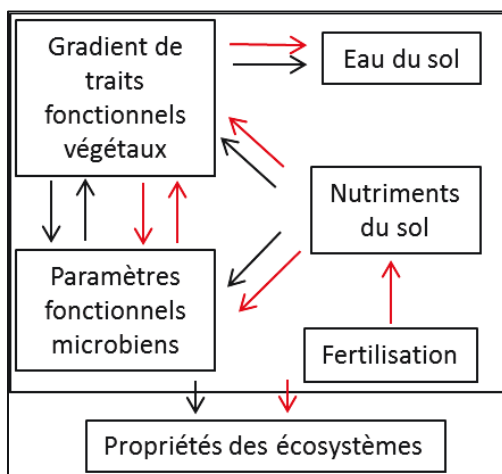 Gradient de
traits
fonctionnels
végétaux
Eau du sol
Nutriments
du sol
Paramètres
fonctionnels
microbiens
Fertilisation
Propriétés des écosystèmes